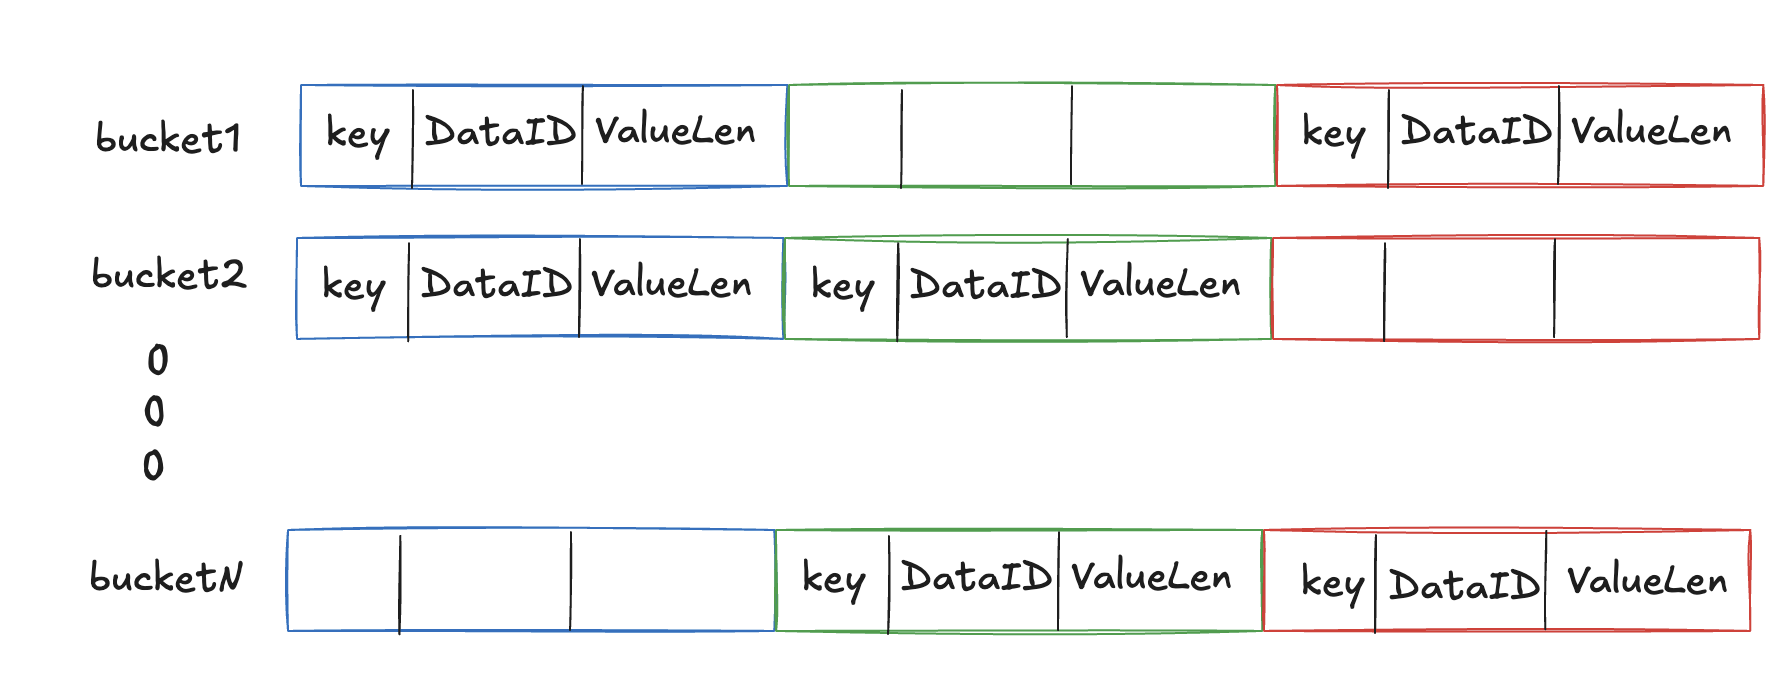 bucket1 key DataID ValueLen key DataID ValueLen
bucket2 key DataID ValueLen key DataID ValueLen
0
0
0
bucketN key DataID ValueLen key DataID ValueLen